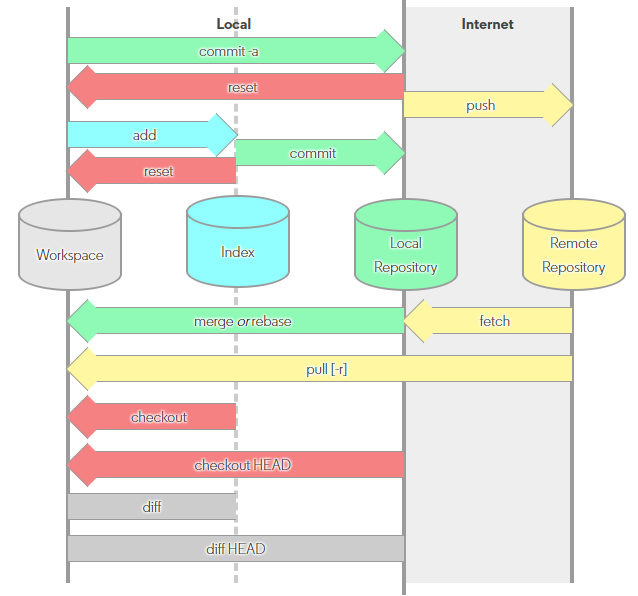 Local
Internet
commit -a
reset
push
add
commit
reset
Workspace
Index
Local
Repository
Remote
Repository
merge or rebase
fetch
pull [-r]
checkout
checkout HEAD
diff
diff HEAD